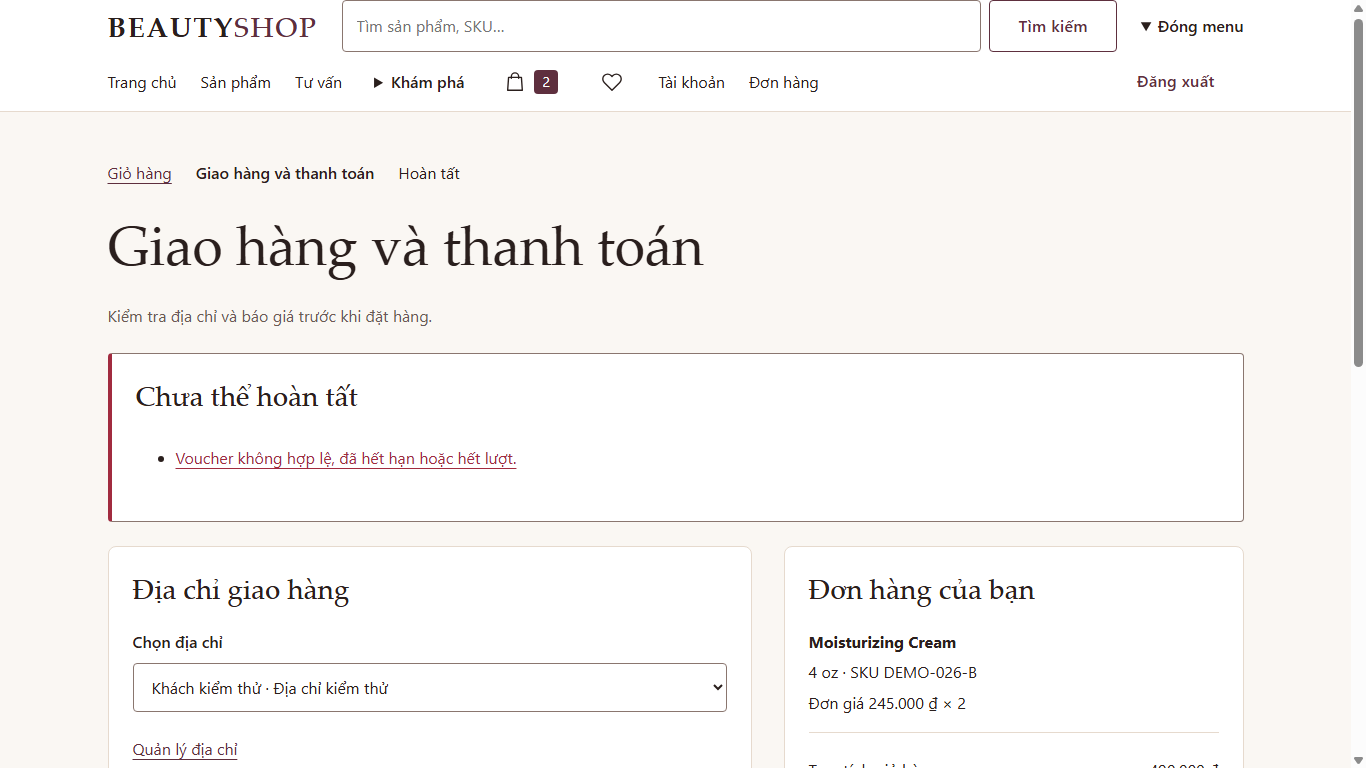 BEAUTYSHOP
Tìm sản phẩm, SKU...
Tìm kiếm
▼ Đóng menu
Trang chủ
Sản phẩm
Tư vấn
▶ Khám phá
2
Tài khoản
Đơn hàng
Đăng xuất
Giỏ hàng
Giao hàng và thanh toán
Hoàn tất
Giao hàng và thanh toán
Kiểm tra địa chỉ và báo giá trước khi đặt hàng.
Chưa thể hoàn tất
Voucher không hợp lệ, đã hết hạn hoặc hết lượt.
Địa chỉ giao hàng
Chọn địa chỉ
Khách kiểm thử · Địa chỉ kiểm thử
Quản lý địa chỉ
Đơn hàng của bạn
Moisturizing Cream
4 oz · SKU DEMO-026-B
Đơn giá 245.000 ₫ × 2